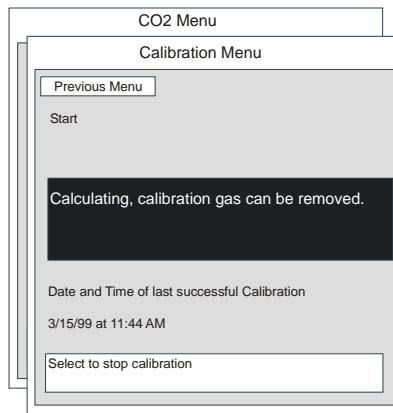 CO2 Menu
Calibration Menu
Previous Menu
Start
Calculating, calibration gas can be removed.
Date and Time of last successful Calibration
3/15/99 at 11:44 AM
Select to stop calibration